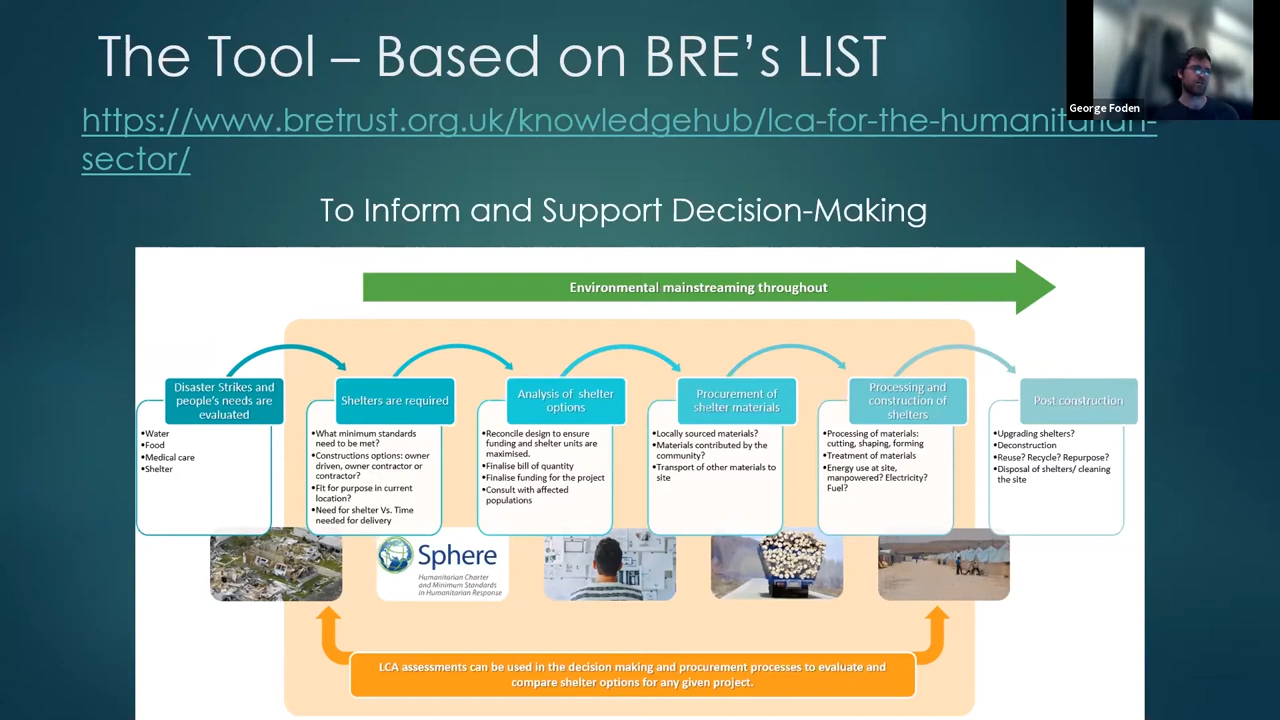 The Tool – Based on BRE's LIST
George Foden
https://www.bretrust.org.uk/knowledgehub/lca-for-the-humanitarian-
sector/
To Inform and Support Decision-Making
Environmental mainstreaming throughout
Disaster Strikes and
people's needs are
evaluated
•Water
•Food
•Medical care
•Shelter
Shelters are required
•What minimum standards
need to be met?
•Constructions options: owner
driven, owner contractor or
contractor?
•Fit for purpose in current
location?
•Need for shelter Vs. Time
needed for delivery
Analysis of shelter
options
•Reconcile design to ensure
funding and shelter units are
maximised.
•Finalise bill of quantity
•Finalise funding for the project
•Consult with affected
populations
Procurement of
shelter materials
•Locally sourced materials?
•Materials contributed by the
community?
•Transport of other materials to
site
Processing and
construction of
shelters
•Processing of materials:
cutting, shaping, forming
•Treatment of materials
•Energy use at site,
manpowered? Electricity?
Fuel?
Post construction
•Upgrading shelters?
•Deconstruction
•Reuse? Recycle? Repurpose?
•Disposal of shelters/ cleaning
the site
Sphere
Humanitarian Charter
and Minimum Standards
in Humanitarian Response
LCA assessments can be used in the decision making and procurement processes to evaluate and
compare shelter options for any given project.